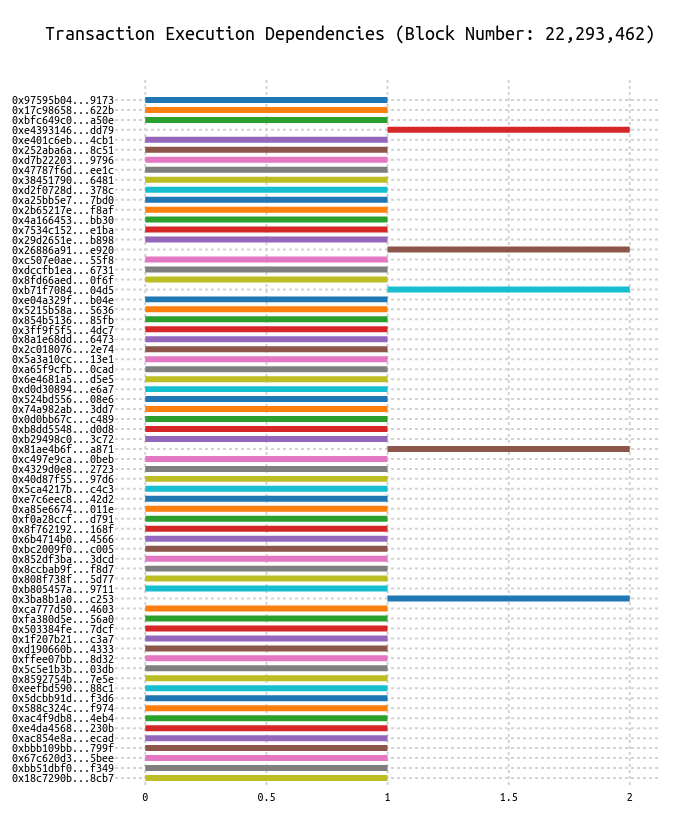 Transaction Execution Dependencies (Block Number: 22,293,462)
0x97595b04...9173
0x17c98658...622b
0xbfc649c0...a50e
0xe4393146...dd79
0xe401c6eb...4cb1
0x252aba6a...8c51
0xd7b22203...9796
0x47787f6d...ee1c
0x38451790...6481
0xd2f0728d...378c
0xa25bb5e7...7bd0
0x2b65217e...f8af
0x4a166453...bb30
0x7534c152...e1ba
0x29d2651e...b898
0x26886a91...e920
0xc507e0ae...55f8
0xdccfb1ea...6731
0x8fd66aed...0f6f
0xb71f7084...04d5
0xe04a329f...b04e
0x5215b58a...5636
0x854b5136...85fb
0x3ff9f5f5...4dc7
0x8a1e68dd...6473
0x2c018076...2e74
0x5a3a10cc...13e1
0xa65f9cfb...0cad
0x6e4681a5...d5e5
0xd0d30894...e6a7
0x524bd556...08e6
0x74a982ab...3dd7
0x0d0bb67c...c489
0xb8dd5548...d0d8
0xb29498c0...3c72
0x81ae4b6f...a871
0xc497e9ca...0beb
0x4329d0e8...2723
0x40d87f55...97d6
0x5ca4217b...c4c3
0xe7c6eec8...42d2
0xa85e6674...011e
0xf0a28ccf...d791
0x8f762192...168f
0x6b4714b0...4566
0xbc2009f0...c005
0x852df3ba...3dcd
0x8ccbab9f...f8d7
0x808f738f...5d77
0xb805457a...9711
0x3ba8b1a0...c253
0xca777d50...4603
0xfa380d5e...56a0
0x503384fe...7dcf
0x1f207b21...c3a7
0xd190660b...4333
0xffee07bb...8d32
0x5c5e1b3b...03db
0x8592754b...7e5e
0xeefbd590...88c1
0x5dcbb91d...f3d6
0x588c324c...f974
0xac4f9db8...4eb4
0xe4da4568...230b
0xac854e8a...ecad
0xbbb109bb...799f
0x67c620d3...5bee
0xbb51dbf0...f349
0x18c7290b...8cb7
0 0.5 1 1.5 2